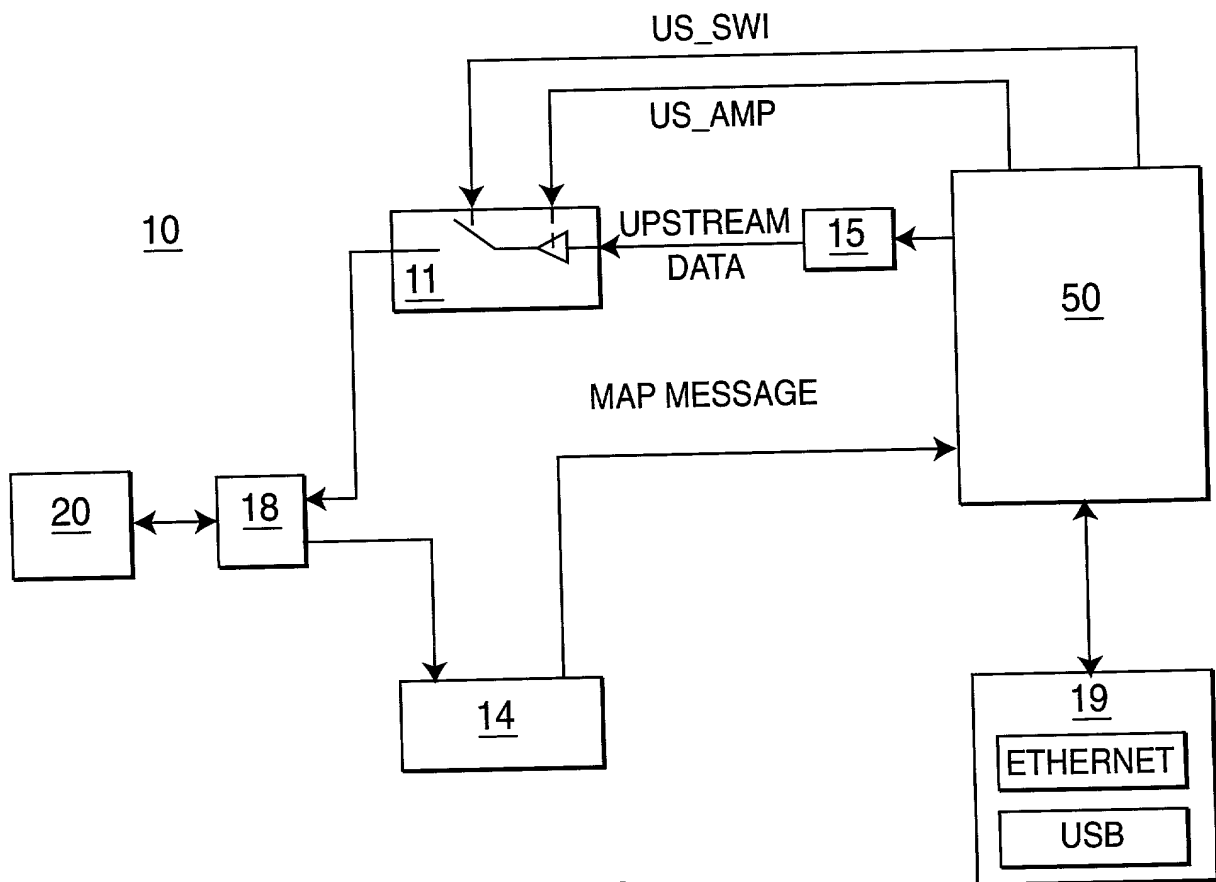 US_SWI
US_AMP
10
11
UPSTREAM
DATA
15
50
MAP MESSAGE
20
18
14
19
ETHERNET
USB